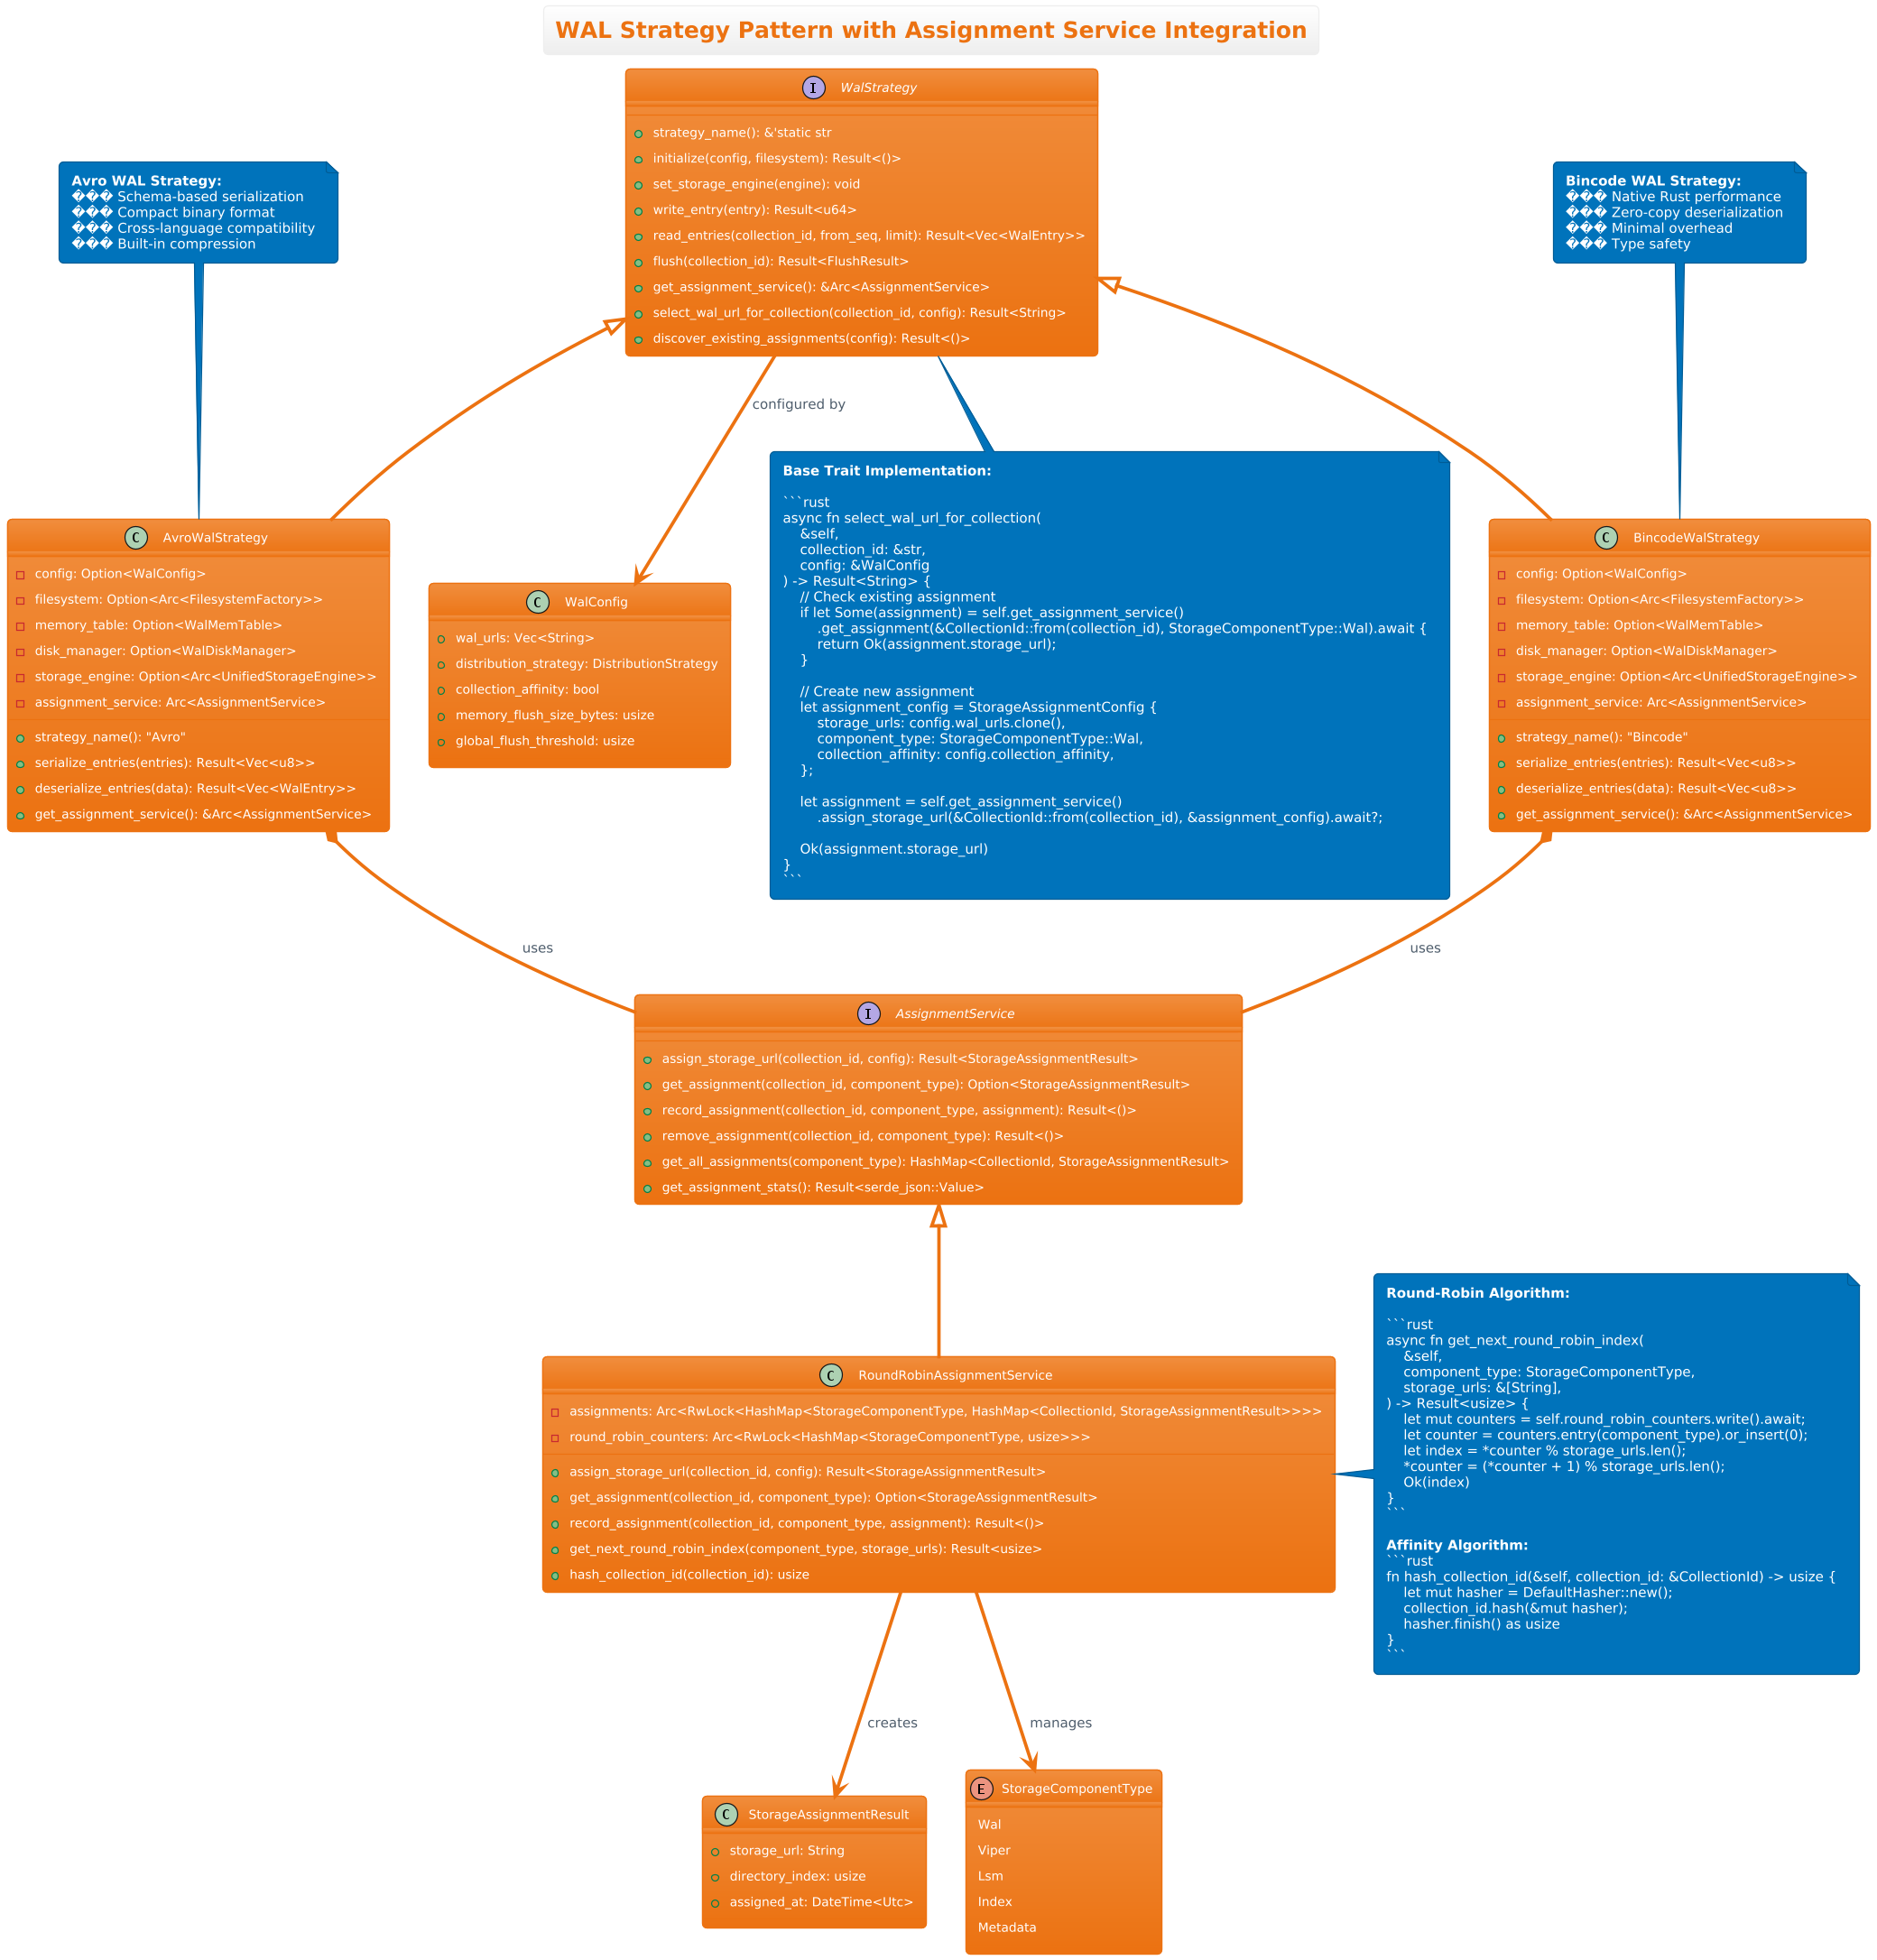 WAL Strategy Pattern with Assignment Service Integration
I WalStrategy
strategy_name(): &'static str
initialize(config, filesystem): Result<()>
set_storage_engine(engine): void
write_entry(entry): Result<u64>
read_entries(collection_id, from_seq, limit): Result<Vec<WalEntry>>
flush(collection_id): Result<FlushResult>
get_assignment_service(): &Arc<AssignmentService>
select_wal_url_for_collection(collection_id, config): Result<String>
discover_existing_assignments(config): Result<()>
Avro WAL Strategy:
��� Schema-based serialization
��� Compact binary format
��� Cross-language compatibility
��� Built-in compression
Bincode WAL Strategy:
��� Native Rust performance
��� Zero-copy deserialization
��� Minimal overhead
��� Type safety
configured by
C AvroWalStrategy
config: Option<WalConfig>
filesystem: Option<Arc<FilesystemFactory>>
memory_table: Option<WalMemTable>
disk_manager: Option<WalDiskManager>
storage_engine: Option<Arc<UnifiedStorageEngine>>
assignment_service: Arc<AssignmentService>
strategy_name(): "Avro"
serialize_entries(entries): Result<Vec<u8>>
deserialize_entries(data): Result<Vec<WalEntry>>
get_assignment_service(): &Arc<AssignmentService>
C WalConfig
wal_urls: Vec<String>
distribution_strategy: DistributionStrategy
collection_affinity: bool
memory_flush_size_bytes: usize
global_flush_threshold: usize
Base Trait Implementation:
```rust
async fn select_wal_url_for_collection(
    &self,
    collection_id: &str,
    config: &WalConfig
) -> Result<String> {
    // Check existing assignment
    if let Some(assignment) = self.get_assignment_service()
        .get_assignment(&CollectionId::from(collection_id), StorageComponentType::Wal).await {
        return Ok(assignment.storage_url);
    }
    // Create new assignment
    let assignment_config = StorageAssignmentConfig {
        storage_urls: config.wal_urls.clone(),
        component_type: StorageComponentType::Wal,
        collection_affinity: config.collection_affinity,
    };
    let assignment = self.get_assignment_service()
        .assign_storage_url(&CollectionId::from(collection_id), &assignment_config).await?;
    Ok(assignment.storage_url)
}
```
C BincodeWalStrategy
config: Option<WalConfig>
filesystem: Option<Arc<FilesystemFactory>>
memory_table: Option<WalMemTable>
disk_manager: Option<WalDiskManager>
storage_engine: Option<Arc<UnifiedStorageEngine>>
assignment_service: Arc<AssignmentService>
strategy_name(): "Bincode"
serialize_entries(entries): Result<Vec<u8>>
deserialize_entries(data): Result<Vec<u8>>
get_assignment_service(): &Arc<AssignmentService>
uses
uses
I AssignmentService
assign_storage_url(collection_id, config): Result<StorageAssignmentResult>
get_assignment(collection_id, component_type): Option<StorageAssignmentResult>
record_assignment(collection_id, component_type, assignment): Result<()>
remove_assignment(collection_id, component_type): Result<()>
get_all_assignments(component_type): HashMap<CollectionId, StorageAssignmentResult>
get_assignment_stats(): Result<serde_json::Value>
C RoundRobinAssignmentService
assignments: Arc<RwLock<HashMap<StorageComponentType, HashMap<CollectionId, StorageAssignmentResult>>>>
round_robin_counters: Arc<RwLock<HashMap<StorageComponentType, usize>>>
assign_storage_url(collection_id, config): Result<StorageAssignmentResult>
get_assignment(collection_id, component_type): Option<StorageAssignmentResult>
record_assignment(collection_id, component_type, assignment): Result<()>
get_next_round_robin_index(component_type, storage_urls): Result<usize>
hash_collection_id(collection_id): usize
Round-Robin Algorithm:
```rust
async fn get_next_round_robin_index(
    &self,
    component_type: StorageComponentType,
    storage_urls: &[String],
) -> Result<usize> {
    let mut counters = self.round_robin_counters.write().await;
    let counter = counters.entry(component_type).or_insert(0);
    let index = *counter % storage_urls.len();
    *counter = (*counter + 1) % storage_urls.len();
    Ok(index)
}
```
Affinity Algorithm:
```rust
fn hash_collection_id(&self, collection_id: &CollectionId) -> usize {
    let mut hasher = DefaultHasher::new();
    collection_id.hash(&mut hasher);
    hasher.finish() as usize
}
```
creates
manages
C StorageAssignmentResult
storage_url: String
directory_index: usize
assigned_at: DateTime<Utc>
E StorageComponentType
Wal
Viper
Lsm
Index
Metadata